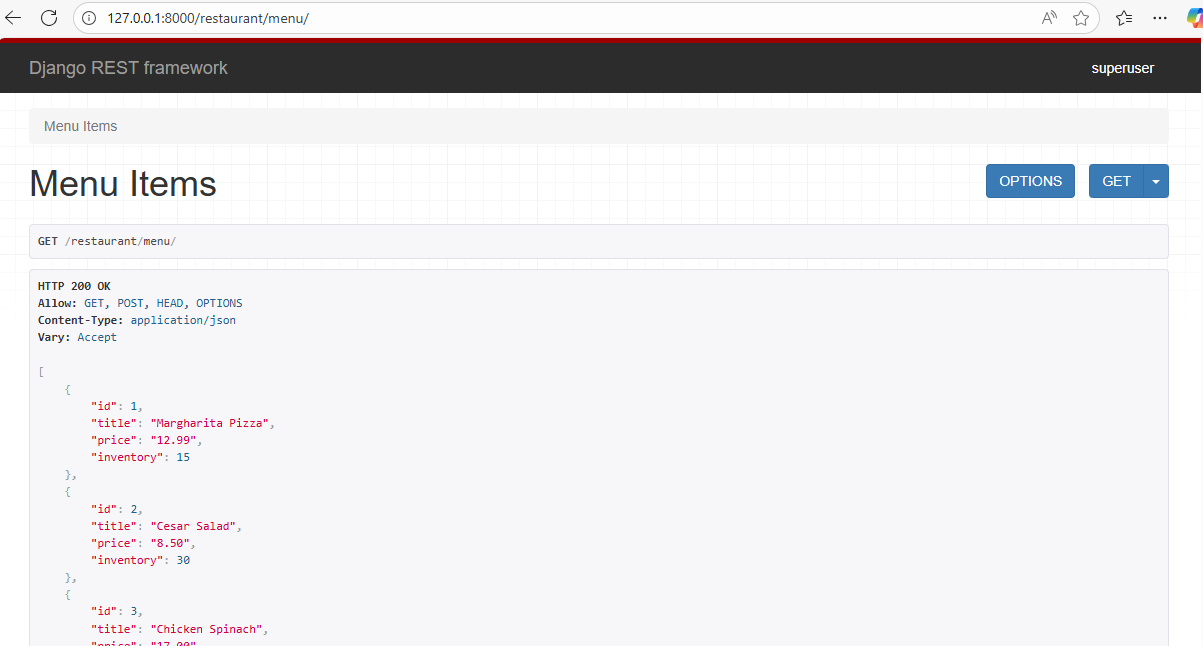 127.0.0.1:8000/restaurant/menu/
Django REST framework
superuser
Menu Items
Menu Items
OPTIONS
GET
GET /restaurant/menu/
HTTP 200 OK
Allow: GET, POST, HEAD, OPTIONS
Content-Type: application/json
Vary: Accept
[
    {
        "id": 1,
        "title": "Margharita Pizza",
        "price": "12.99",
        "inventory": 15
    },
    {
        "id": 2,
        "title": "Cesar Salad",
        "price": "8.50",
        "inventory": 30
    },
    {
        "id": 3,
        "title": "Chicken Spinach",
        "price": "17.00",